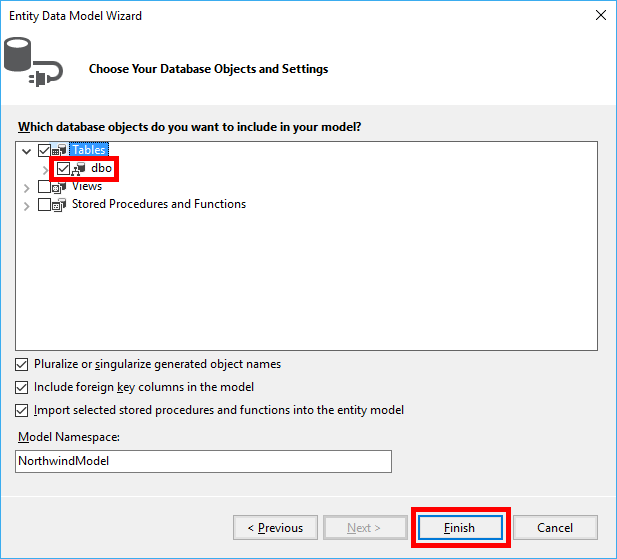 Entity Data Model Wizard
Choose Your Database Objects and Settings
Which database objects do you want to include in your model?
Tables
dbo
Views
Stored Procedures and Functions
Pluralize or singularize generated object names
Include foreign key columns in the model
Import selected stored procedures and functions into the entity model
Model Namespace:
NorthwindModel
< Previous Next > Finish Cancel